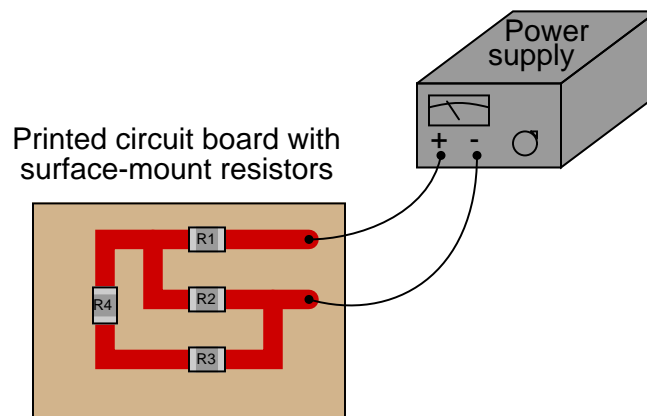 Power
supply
+ -
Printed circuit board with
surface-mount resistors
R1
R4
R2
R3